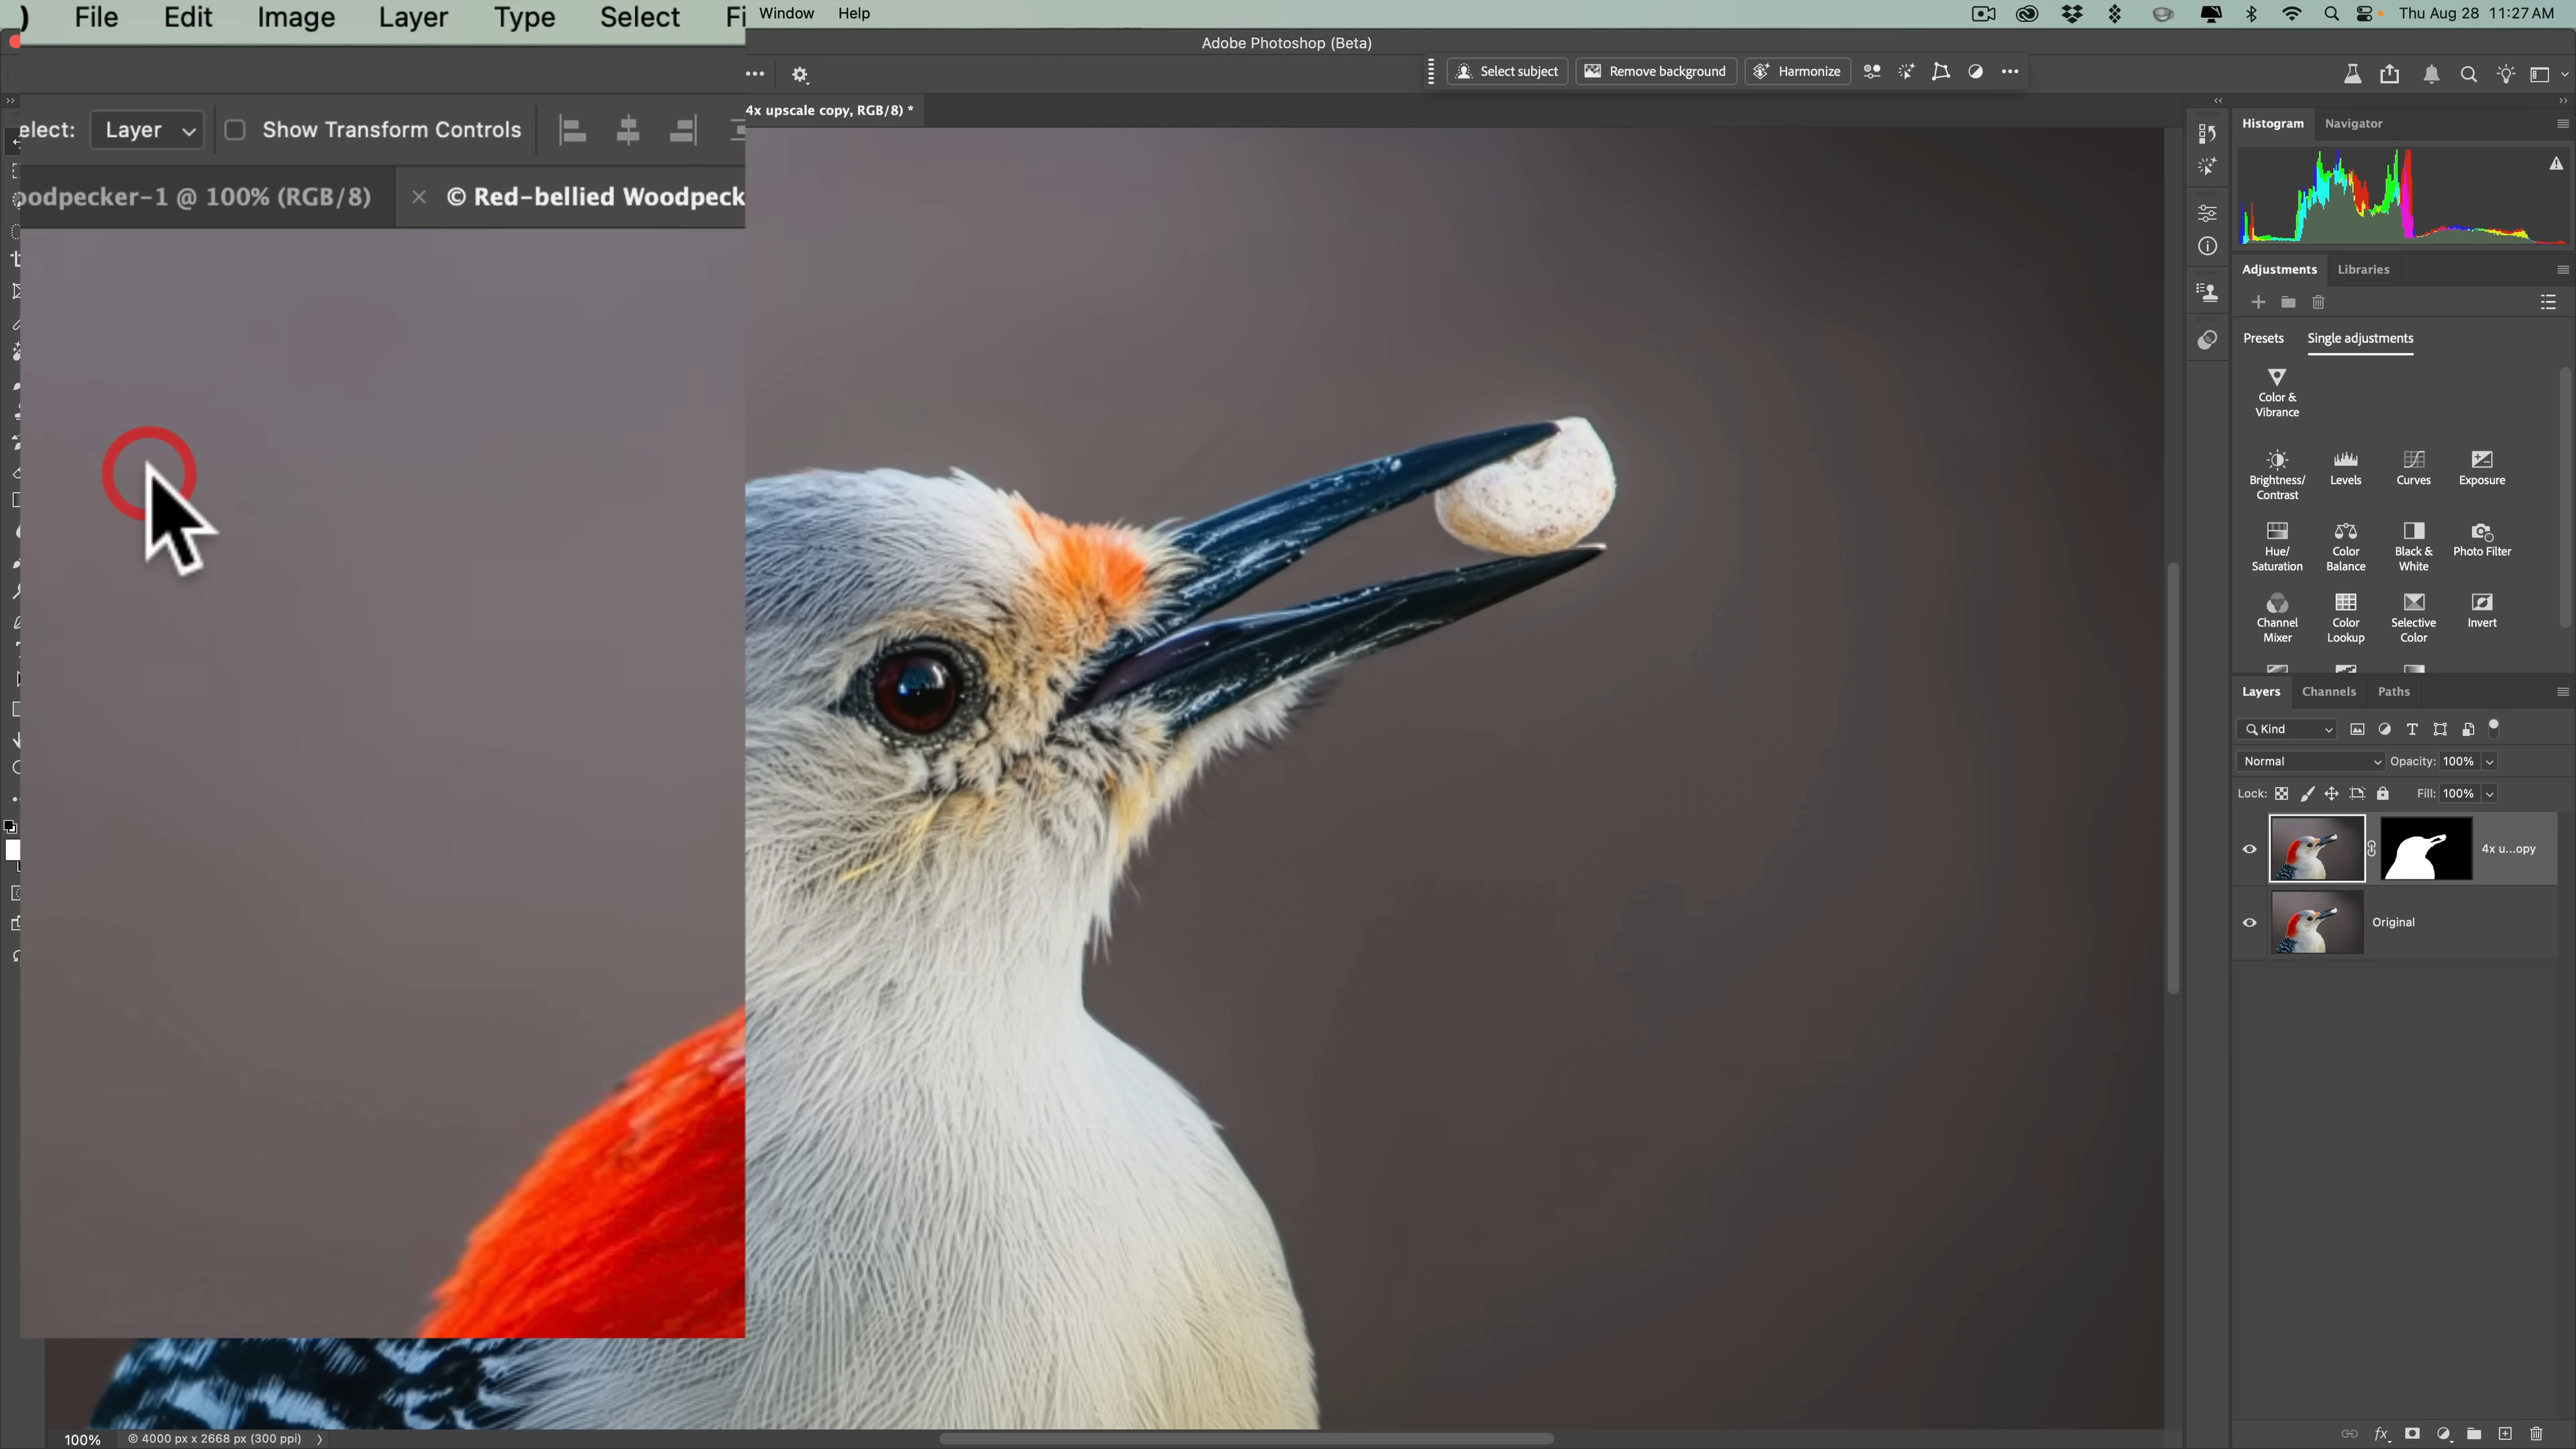 File Edit Image Layer Type Select Window Help Thu Aug 28 11:27 AM
Adobe Photoshop (Beta)
Select subject Remove background Harmonize
elect: Layer Show Transform Controls
oodpecker-1 @ 100% (RGB/8) © Red-bellied Woodpeck 4x upscale copy, RGB/8) *
Histogram Navigator
Adjustments Libraries
Presets Single adjustments
Color &
Vibrance
Brightness/
Contrast
Levels Curves Exposure
Hue/
Saturation
Color
Balance
Black &
White
Photo Filter
Channel
Mixer
Color
Lookup
Selective
Color
Invert
Layers Channels Paths
Kind
Normal Opacity: 100%
Lock: Fill: 100%
4x u...opy
Original
100% © 4000 px x 2668 px (300 ppi)